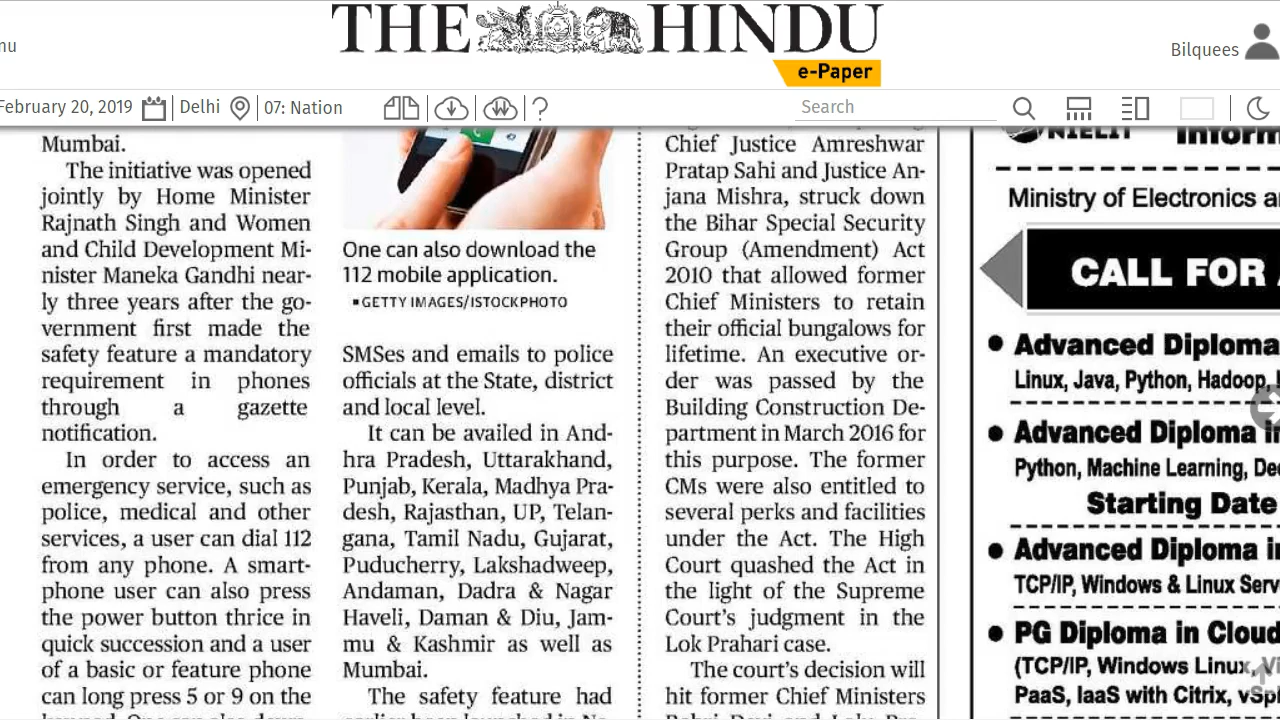 THE HINDU
e-Paper
nu
Bilquees
February 20, 2019
Delhi
07: Nation
?
Search
Mumbai.
The initiative was opened
jointly by Home Minister
Rajnath Singh and Women
and Child Development Mi-
nister Maneka Gandhi near-
ly three years after the go-
vernment first made the
safety feature a mandatory
requirement in phones
through a gazette
notification.
In order to access an
emergency service, such as
police, medical and other
services, a user can dial 112
from any phone. A smart-
phone user can also press
the power button thrice in
quick succession and a user
of a basic or feature phone
can long press 5 or 9 on the
One can also download the
112 mobile application.
▪GETTY IMAGES/ISTOCKPHOTO
SMSes and emails to police
officials at the State, district
and local level.
It can be availed in And-
hra Pradesh, Uttarakhand,
Punjab, Kerala, Madhya Pra-
desh, Rajasthan, UP, Telan-
gana, Tamil Nadu, Gujarat,
Puducherry, Lakshadweep,
Andaman, Dadra & Nagar
Haveli, Daman & Diu, Jam-
mu & Kashmir as well as
Mumbai.
The safety feature had
Chief Justice Amreshwar
Pratap Sahi and Justice An-
jana Mishra, struck down
the Bihar Special Security
Group (Amendment) Act
2010 that allowed former
Chief Ministers to retain
their official bungalows for
lifetime. An executive or-
der was passed by the
Building Construction De-
partment in March 2016 for
this purpose. The former
CMs were also entitled to
several perks and facilities
under the Act. The High
Court quashed the Act in
the light of the Supreme
Court's judgment in the
Lok Prahari case.
The court's decision will
hit former Chief Ministers
NIELIT Inform
Ministry of Electronics a
CALL FOR
● Advanced Diploma
Linux, Java, Python, Hadoop,
● Advanced Diploma in
Python, Machine Learning, De
Starting Date
● Advanced Diploma in
TCP/IP, Windows & Linux Serv
● PG Diploma in Cloud
(TCP/IP, Windows Linux, Vi
PaaS, IaaS with Citrix, vSp